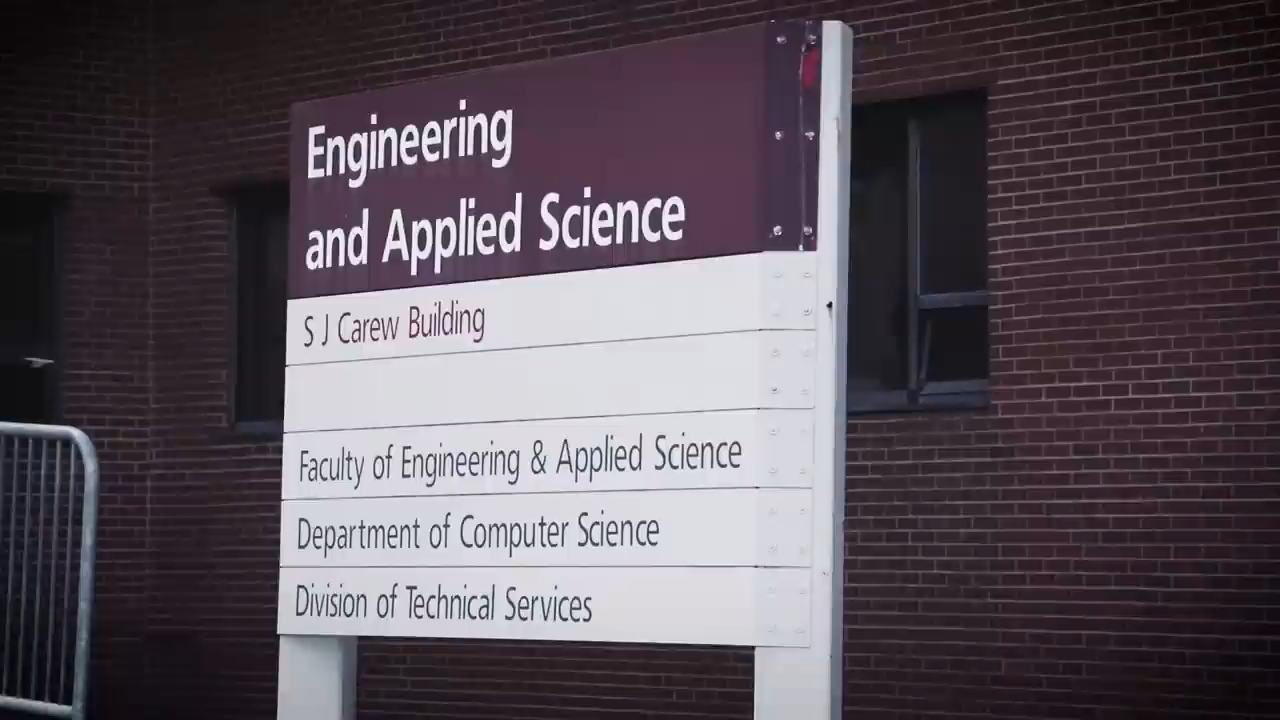 Engineering
and Applied Science
S J Carew Building
Faculty of Engineering & Applied Science
Department of Computer Science
Division of Technical Services